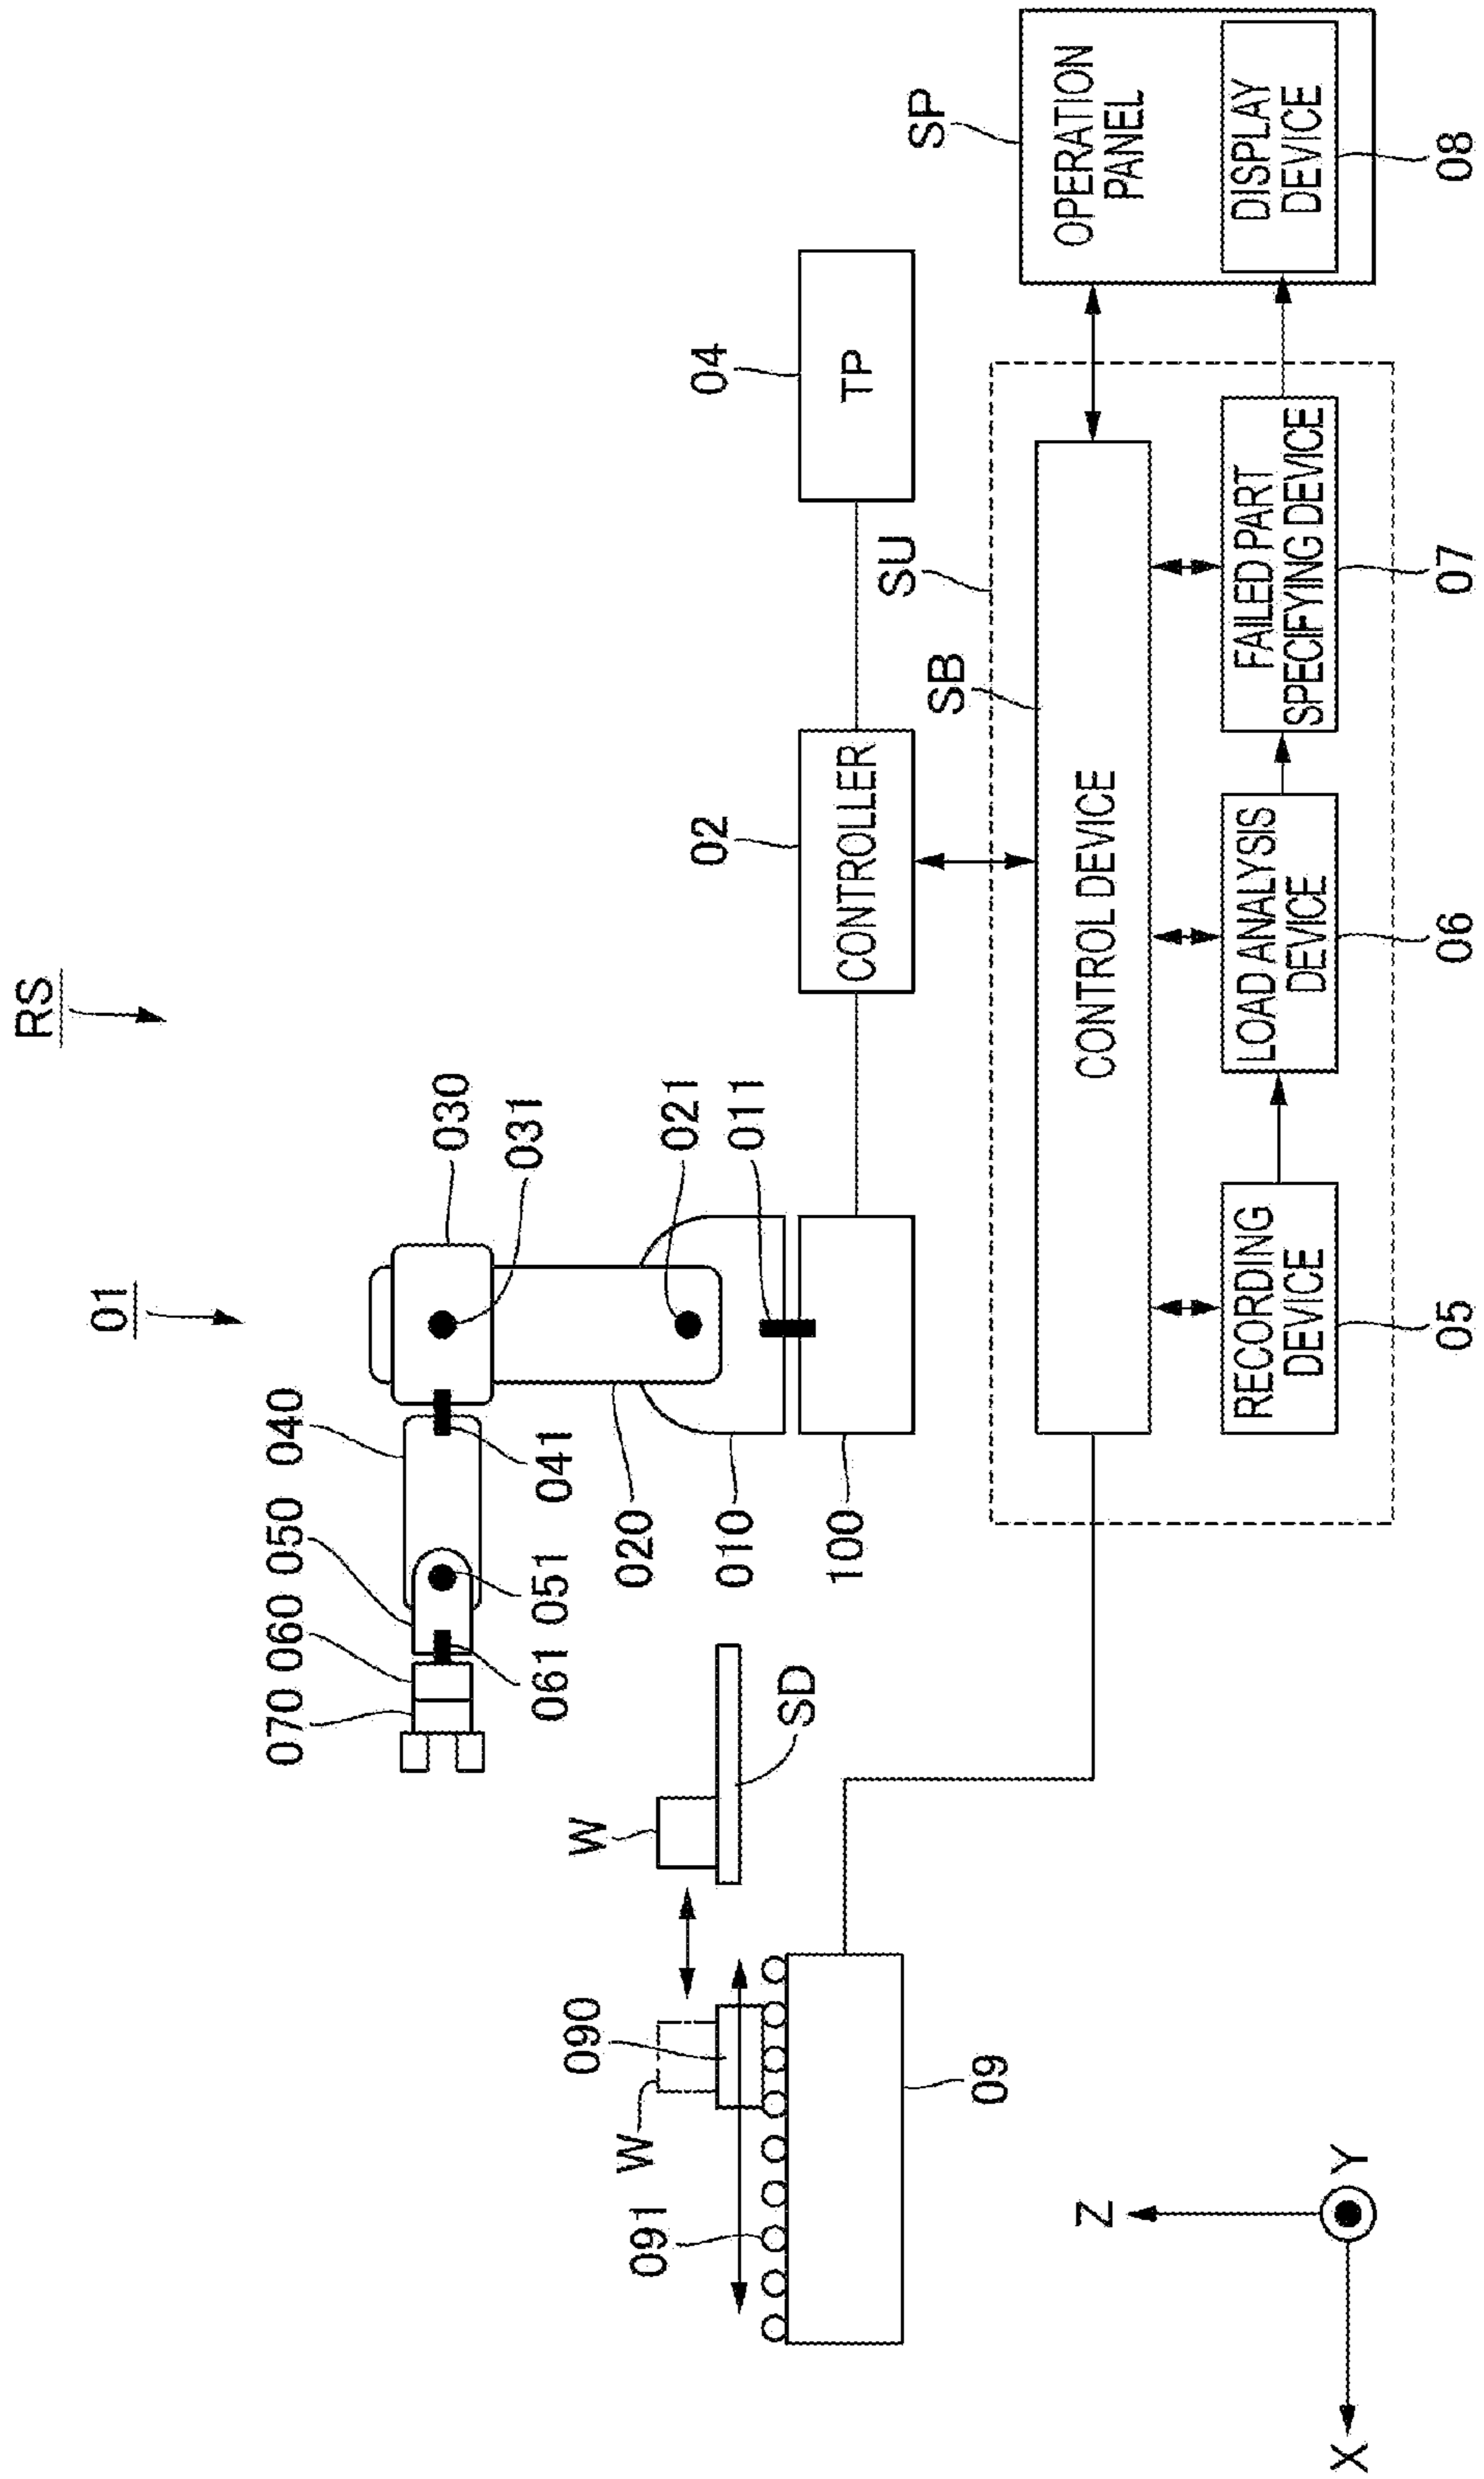 RS
01
030
031
040
041
050
051
060
061
070
021
011
020
010
100
W
SD
W
090
091
09
02
CONTROLLER
04
TP
SU
SB
CONTROL DEVICE
SP
OPERATION
PANEL
DISPLAY
DEVICE
08
RECORDING
DEVICE
05
LOAD ANALYSIS
DEVICE
06
FAILED PART
SPECIFYING DEVICE
07
Z
Y
X